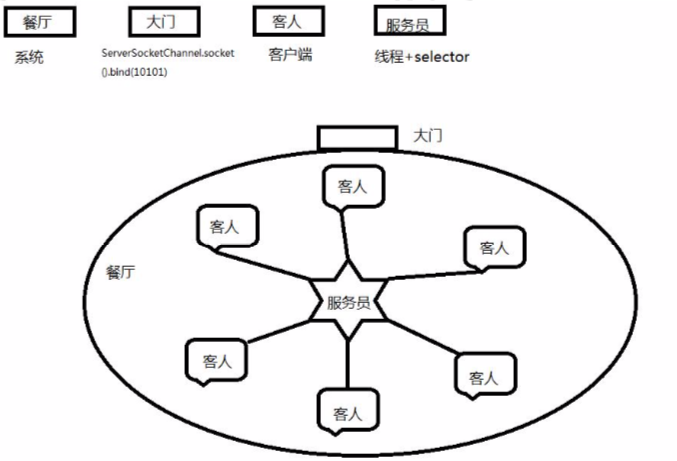 餐厅
大门
客人
服务员
系统
ServerSocketChannel.socket
().bind(10101)
客户端
线程+selector
大门
客人
客人
客人
餐厅
服务员
客人
客人
客人